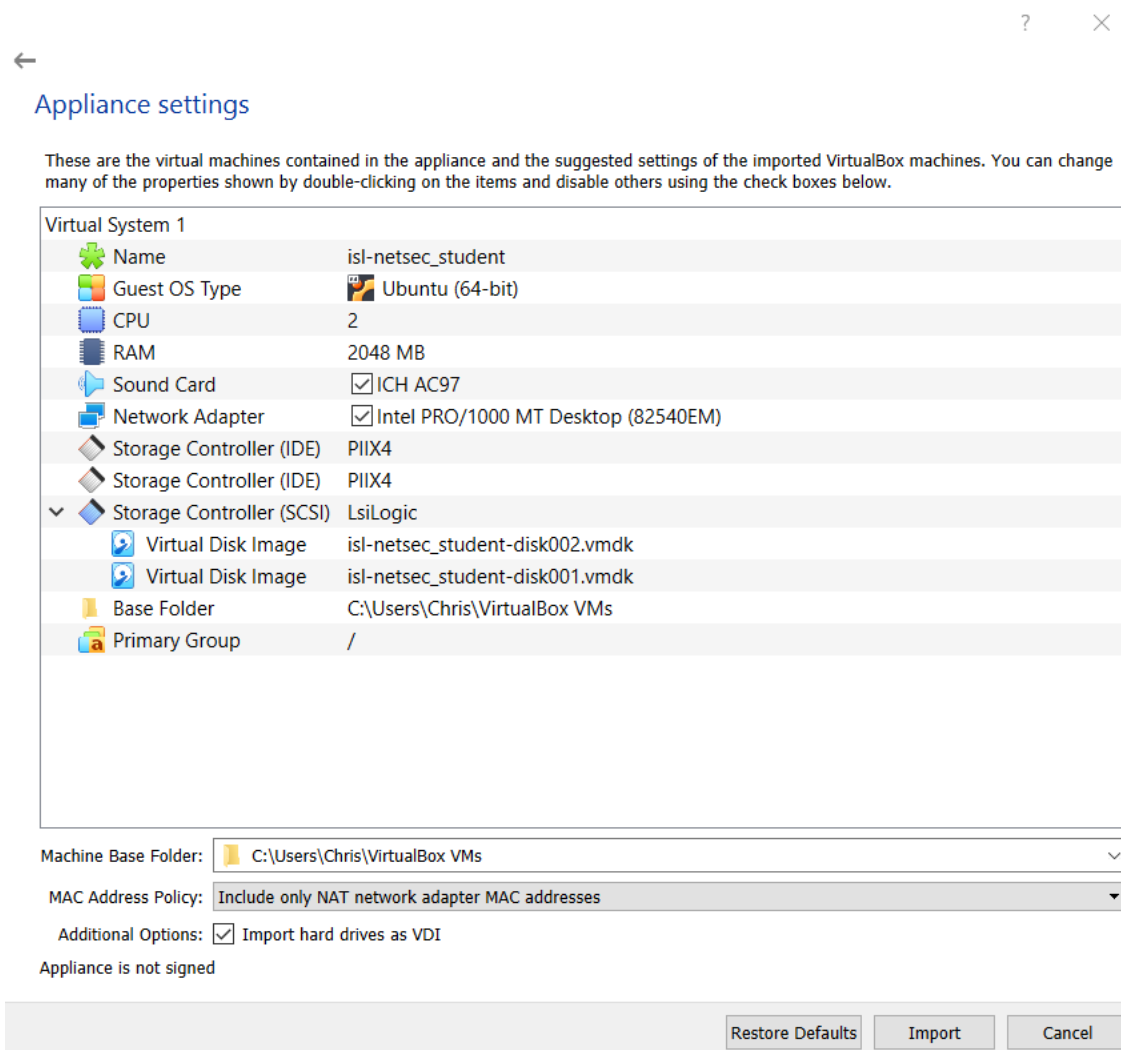 ?
Appliance settings
These are the virtual machines contained in the appliance and the suggested settings of the imported VirtualBox machines. You can change
many of the properties shown by double-clicking on the items and disable others using the check boxes below.
Virtual System 1
Name isl-netsec_student
Guest OS Type Ubuntu (64-bit)
CPU 2
RAM 2048 MB
Sound Card ICH AC97
Network Adapter Intel PRO/1000 MT Desktop (82540EM)
Storage Controller (IDE) PIIX4
Storage Controller (IDE) PIIX4
Storage Controller (SCSI) LsiLogic
Virtual Disk Image isl-netsec_student-disk002.vmdk
Virtual Disk Image isl-netsec_student-disk001.vmdk
Base Folder C:\Users\Chris\VirtualBox VMs
Primary Group /
Machine Base Folder: C:\Users\Chris\VirtualBox VMs
MAC Address Policy: Include only NAT network adapter MAC addresses
Additional Options: Import hard drives as VDI
Appliance is not signed
Restore Defaults Import Cancel